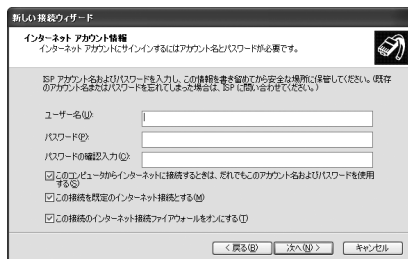 新しい接続ウィザード
インターネット アカウント情報
インターネット アカウントにサインインするにはアカウント名とパスワードが必要です。
ISP アカウント名およびパスワードを入力し、この情報を書き留めてから安全な場所に保管してください。(既存
のアカウント名またはパスワードを忘れてしまった場合は、ISP に問い合わせてください。)
ユーザー名(U):
パスワード(P):
パスワードの確認入力(C):
このコンピュータからインターネットに接続するときは、だれでもこのアカウント名およびパスワードを使用
する(S)
この接続を既定のインターネット接続とする(M)
この接続のインターネット接続ファイアウォールをオンにする(T)
< 戻る(B) 次へ(N) > キャンセル